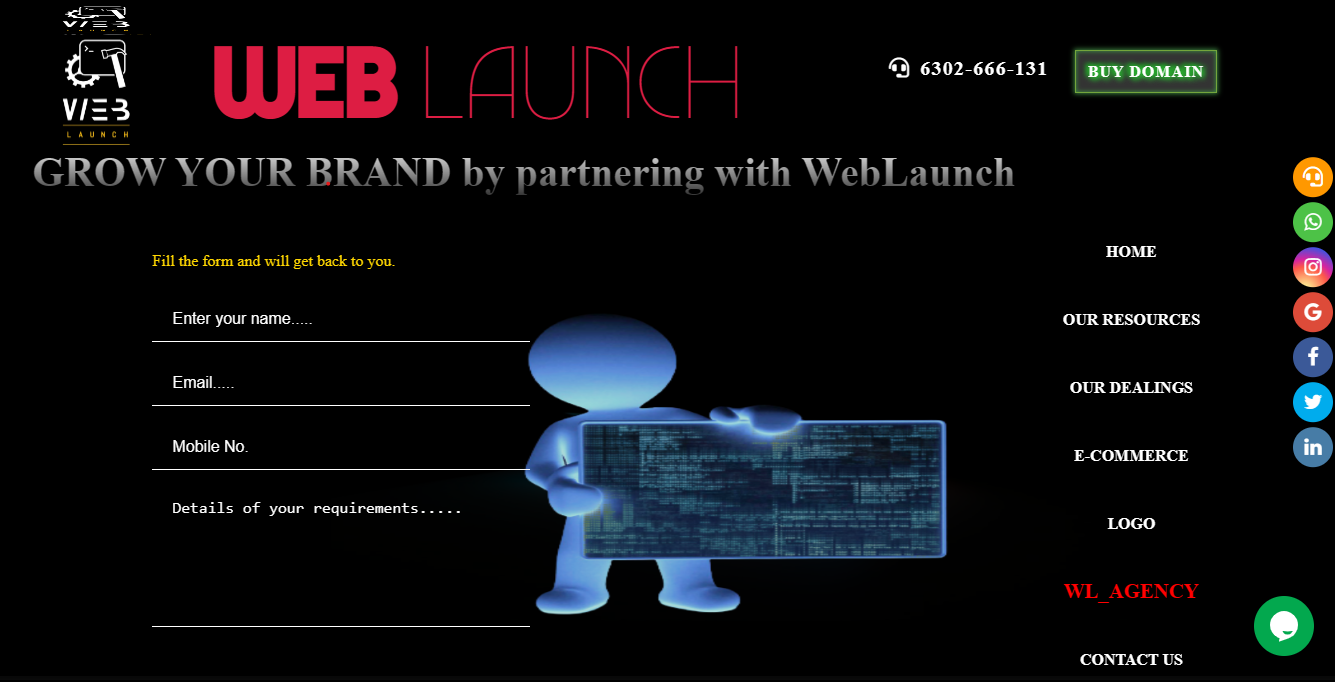 WEB
LAUNCH
WEB LAUNCH
6302-666-131
BUY DOMAIN
GROW YOUR BRAND by partnering with WebLaunch
Fill the form and will get back to you.
Enter your name.....
Email.....
Mobile No.
Details of your requirements.....
HOME
OUR RESOURCES
OUR DEALINGS
E-COMMERCE
LOGO
WL_AGENCY
CONTACT US